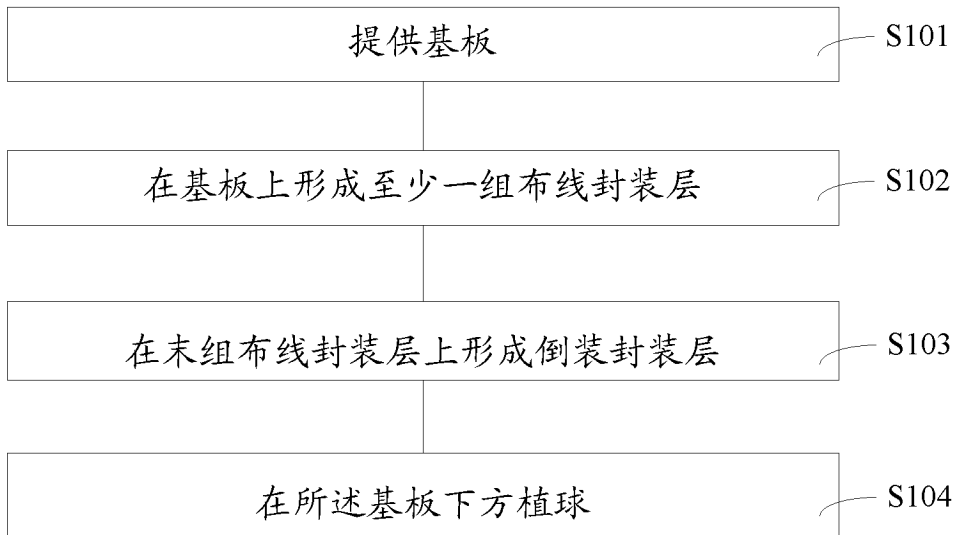 提供基板 S101
在基板上形成至少一组布线封装层 S102
在末组布线封装层上形成倒装封装层 S103
在所述基板下方植球 S104